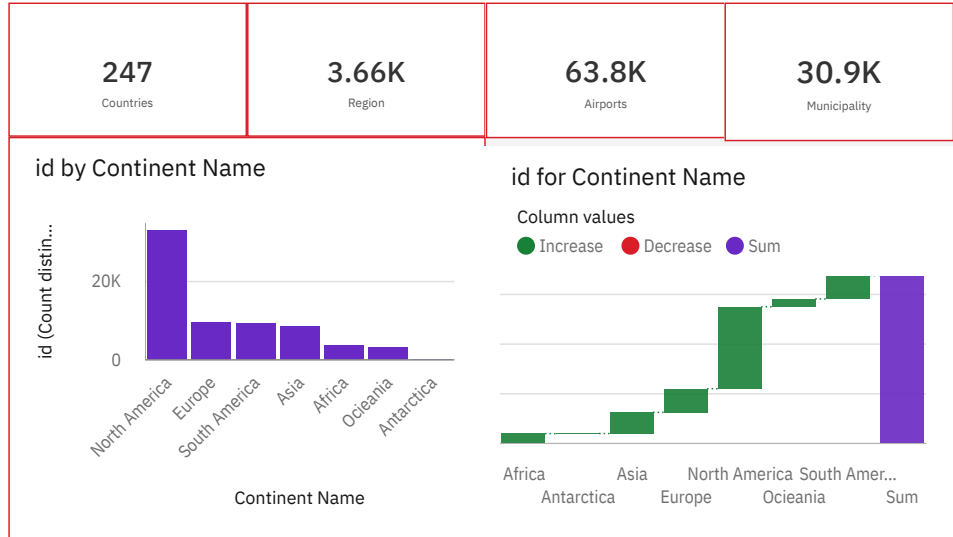 247
Countries
3.66K
Region
63.8K
Airports
30.9K
Municipality
id by Continent Name
id (Count distin...
20K
0
North America
Europe
South America
Asia
Africa
Ocieania
Antarctica
Continent Name
id for Continent Name
Column values
Increase Decrease Sum
Africa Asia North America South Amer...
Antarctica Europe Ocieania Sum